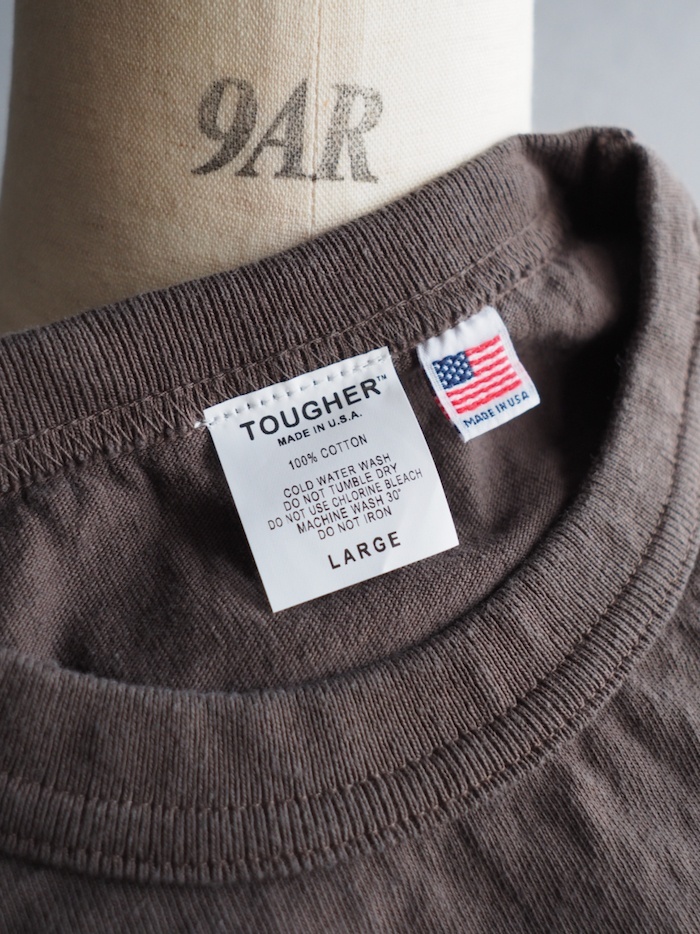 9AR
TOUGHER™
MADE IN U.S.A.
100% COTTON
COLD WATER WASH
DO NOT TUMBLE DRY
DO NOT USE CHLORINE BLEACH
MACHINE WASH 30°
DO NOT IRON
LARGE
MADE IN USA